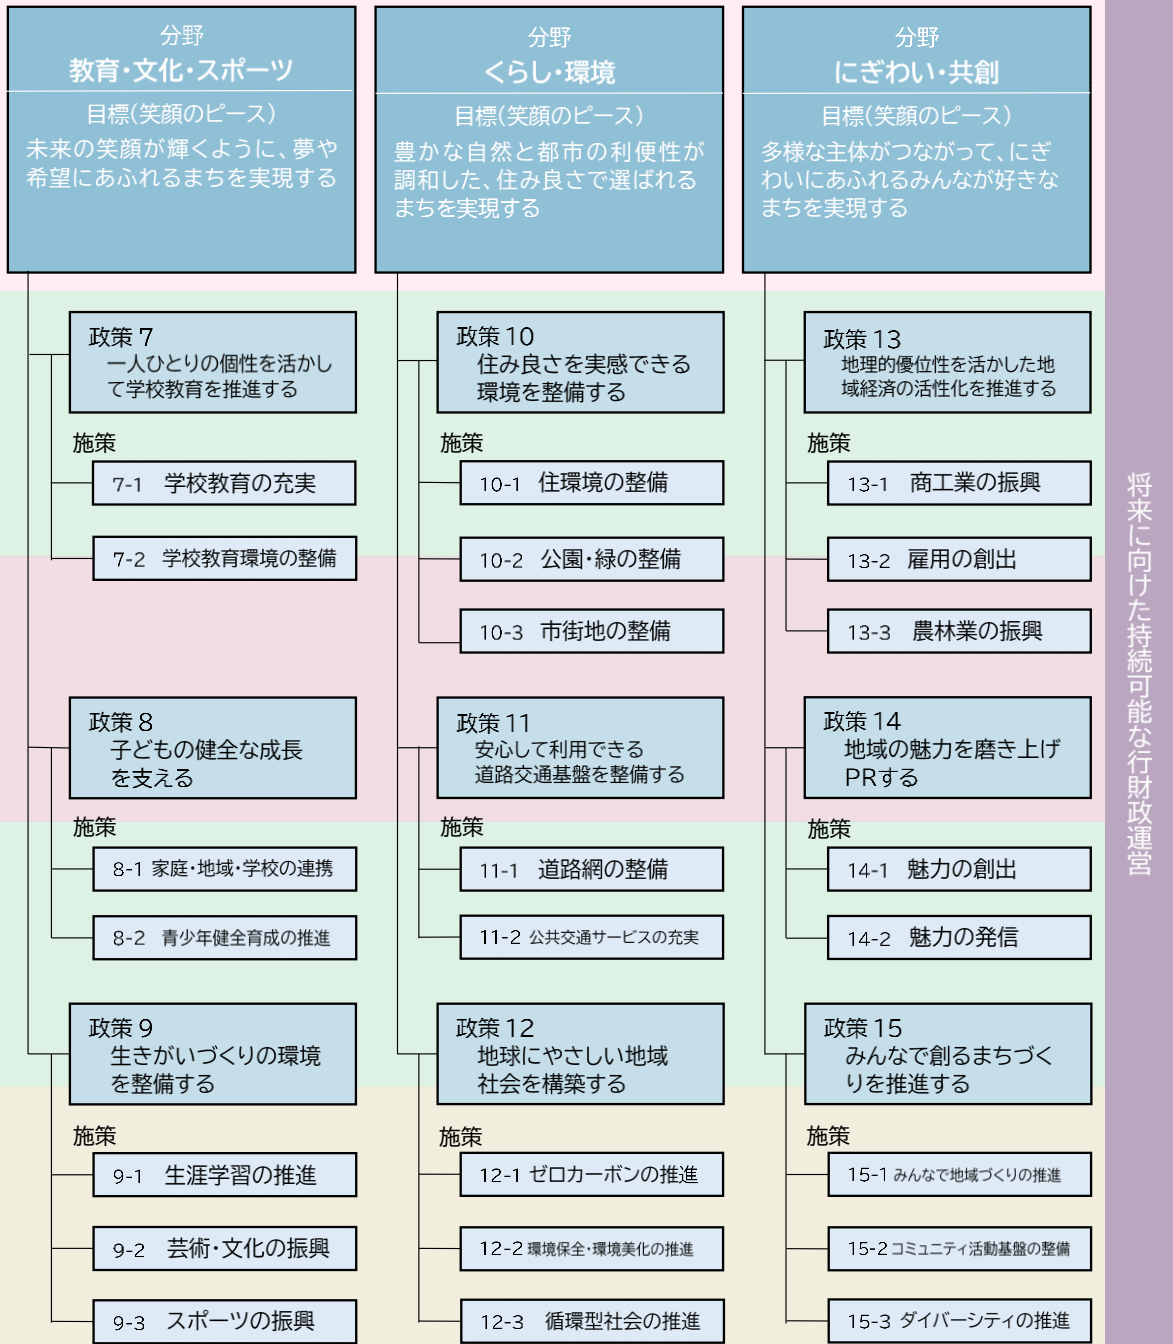 分野
教育・文化・スポーツ
目標(笑顔のピース)
未来の笑顔が輝くように、夢や
希望にあふれるまちを実現する
政策 7
一人ひとりの個性を活かし
て学校教育を推進する
施策
7-1 学校教育の充実
7-2 学校教育環境の整備
政策 8
子どもの健全な成長
を支える
施策
8-1 家庭・地域・学校の連携
8-2 青少年健全育成の推進
政策 9
生きがいづくりの環境
を整備する
施策
9-1 生涯学習の推進
9-2 芸術・文化の振興
9-3 スポーツの振興
分野
くらし・環境
目標(笑顔のピース)
豊かな自然と都市の利便性が
調和した、住み良さで選ばれる
まちを実現する
政策 10
住み良さを実感できる
環境を整備する
施策
10-1 住環境の整備
10-2 公園・緑の整備
10-3 市街地の整備
政策 11
安心して利用できる
道路交通基盤を整備する
施策
11-1 道路網の整備
11-2 公共交通サービスの充実
政策 12
地球にやさしい地域
社会を構築する
施策
12-1 ゼロカーボンの推進
12-2 環境保全・環境美化の推進
12-3 循環型社会の推進
分野
にぎわい・共創
目標(笑顔のピース)
多様な主体がつながって、にぎ
わいにあふれるみんなが好きな
まちを実現する
政策 13
地理的優位性を活かした地
域経済の活性化を推進する
施策
13-1 商工業の振興
13-2 雇用の創出
13-3 農林業の振興
政策 14
地域の魅力を磨き上げ
PRする
施策
14-1 魅力の創出
14-2 魅力の発信
政策 15
みんなで創るまちづく
りを推進する
施策
15-1 みんなで地域づくりの推進
15-2 コミュニティ活動基盤の整備
15-3 ダイバーシティの推進
将来に向けた持続可能な行財政運営